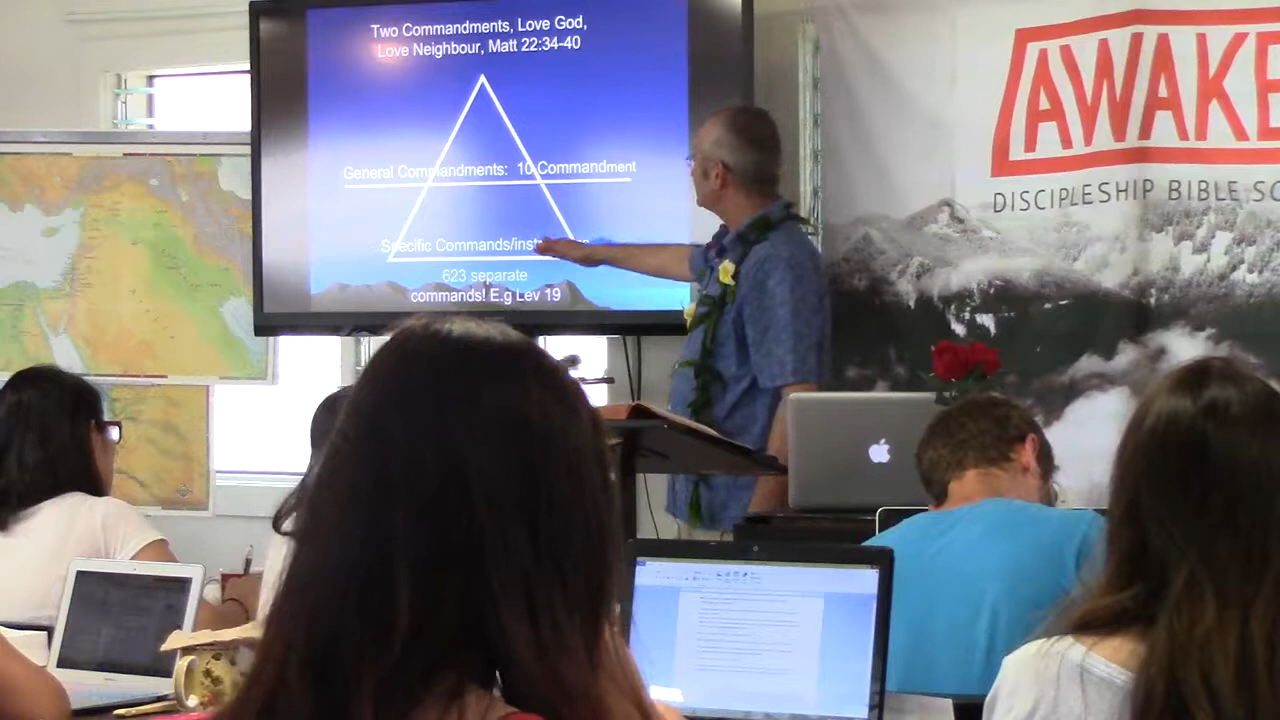 Two Commandments, Love God,
Love Neighbour, Matt 22:34-40
General Commandments: 10 Commandment
Specific Commands/inst
623 separate
commands! E.g Lev 19
AWAKE
DISCIPLESHIP BIBLE SC